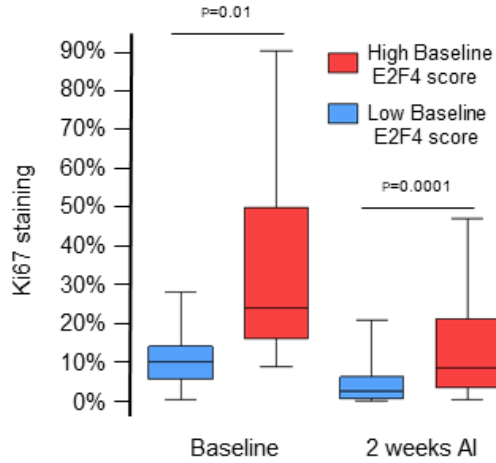 P=0.01
High Baseline
E2F4 score
Low Baseline
E2F4 score
P=0.0001
Ki67 staining
90%
80%
70%
60%
50%
40%
30%
20%
10%
0%
Baseline
2 weeks AI